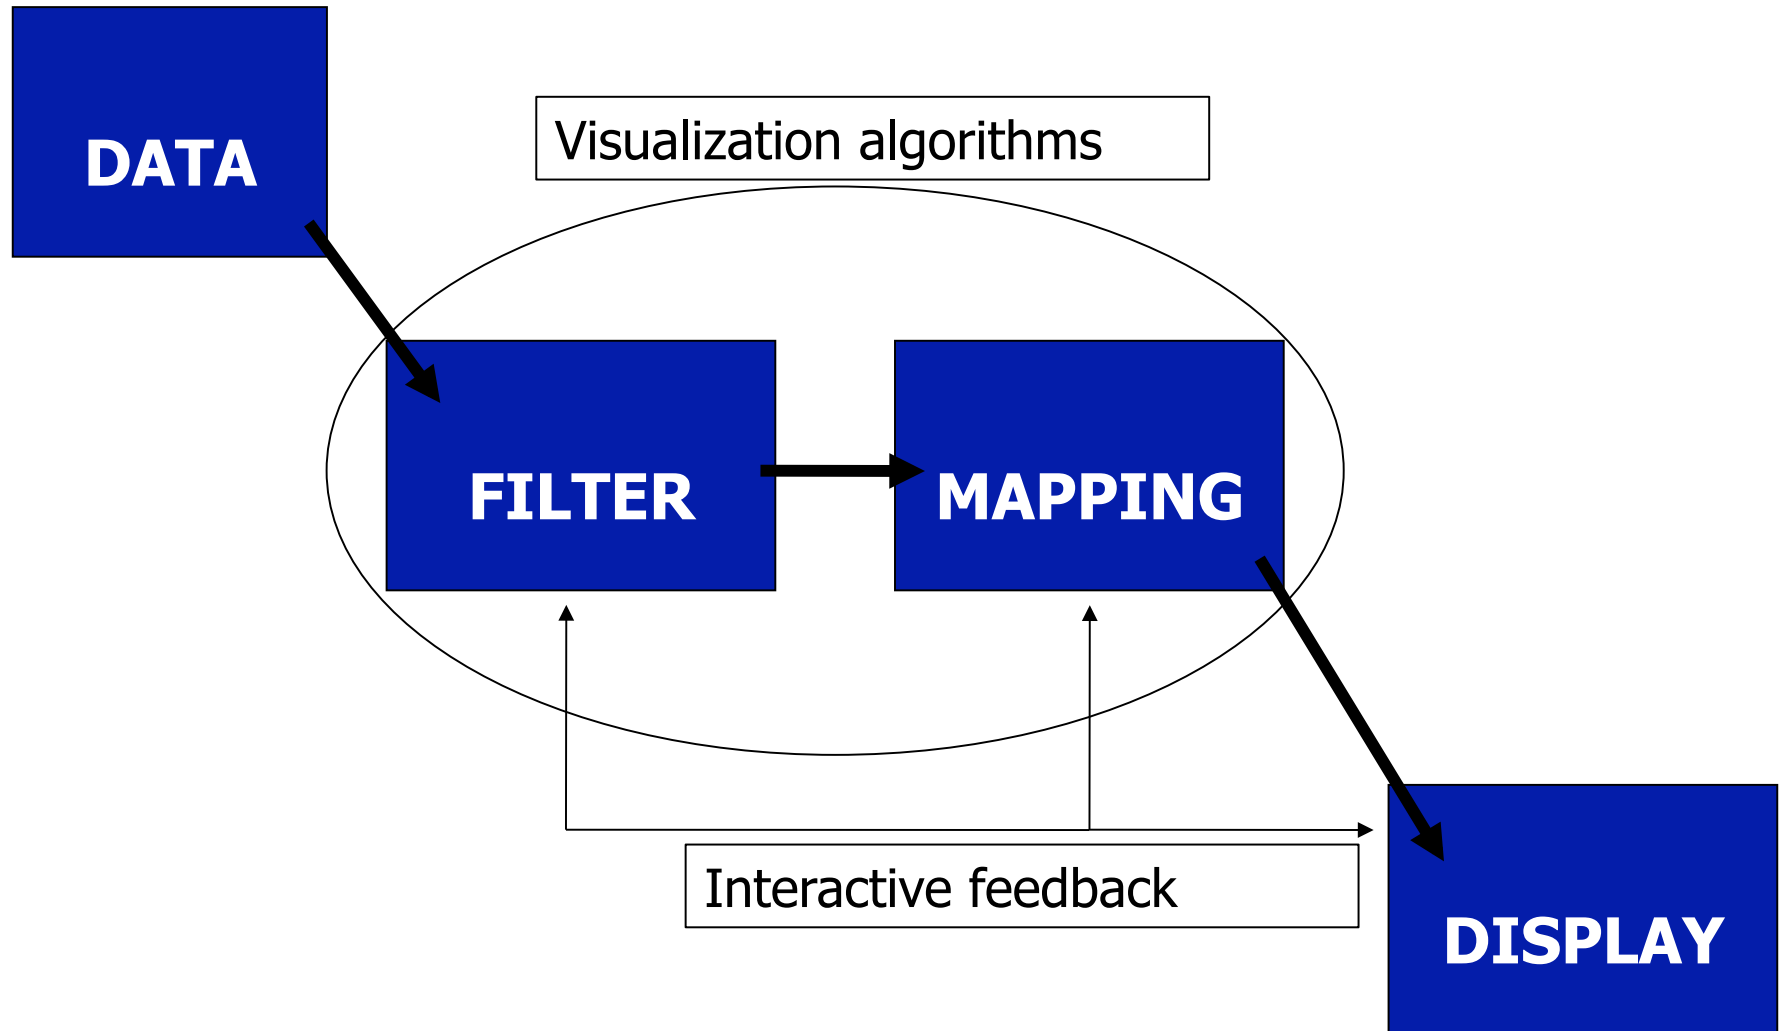 DATA
Visualization algorithms
FILTER
MAPPING
Interactive feedback
DISPLAY